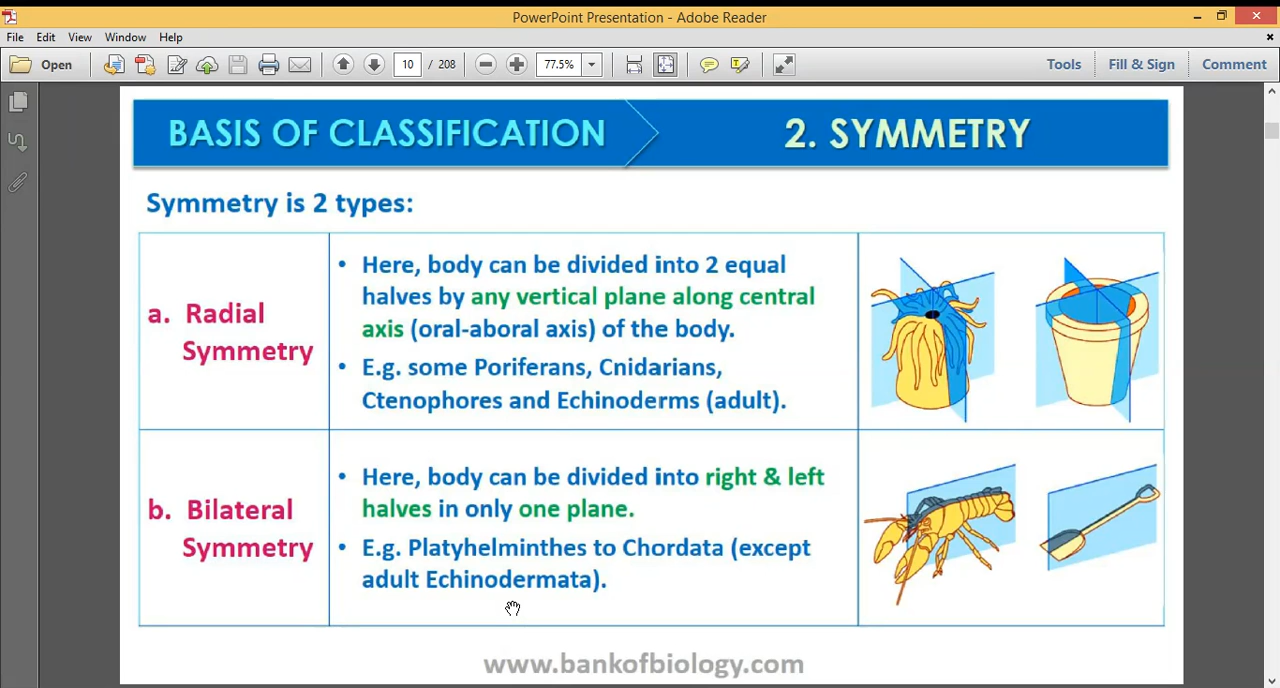 PowerPoint Presentation - Adobe Reader
File Edit View Window Help
Open 10 / 208 77.5% Tools Fill & Sign Comment
BASIS OF CLASSIFICATION 2. SYMMETRY
Symmetry is 2 types:
a. Radial
Symmetry
• Here, body can be divided into 2 equal
halves by any vertical plane along central
axis (oral-aboral axis) of the body.
• E.g. some Poriferans, Cnidarians,
Ctenophores and Echinoderms (adult).
b. Bilateral
Symmetry
• Here, body can be divided into right & left
halves in only one plane.
• E.g. Platyhelminthes to Chordata (except
adult Echinodermata).
www.bankofbiology.com